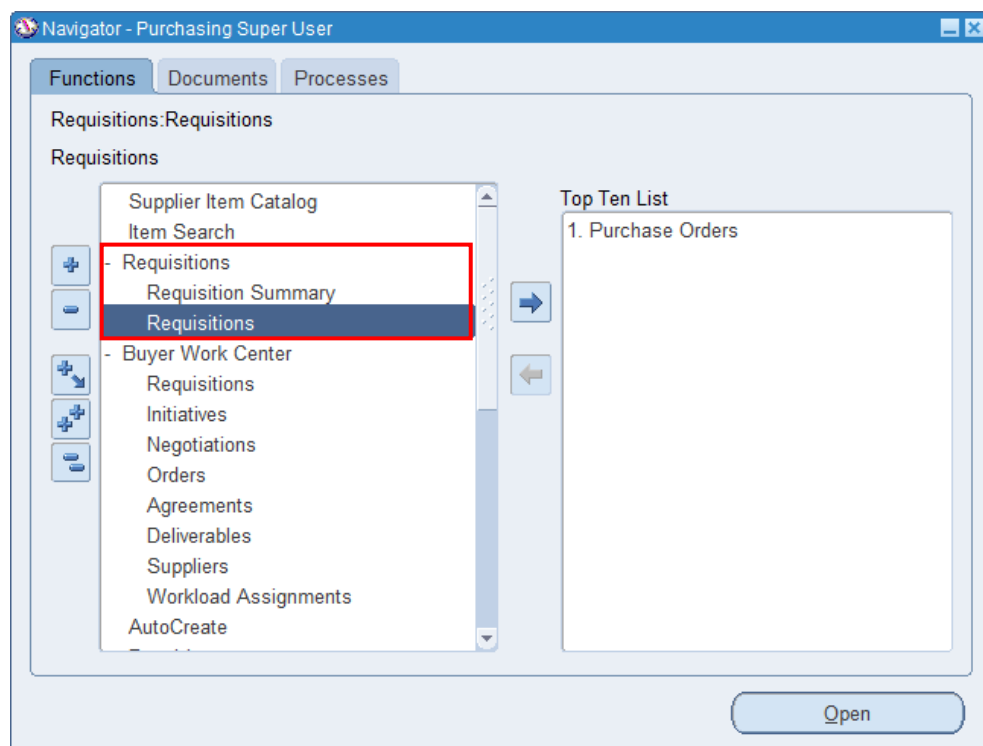 Navigator - Purchasing Super User
Functions Documents Processes
Requisitions:Requisitions
Requisitions
Supplier Item Catalog
Item Search
- Requisitions
Requisition Summary
Requisitions
- Buyer Work Center
Requisitions
Initiatives
Negotiations
Orders
Agreements
Deliverables
Suppliers
Workload Assignments
AutoCreate
Top Ten List
1. Purchase Orders
Open